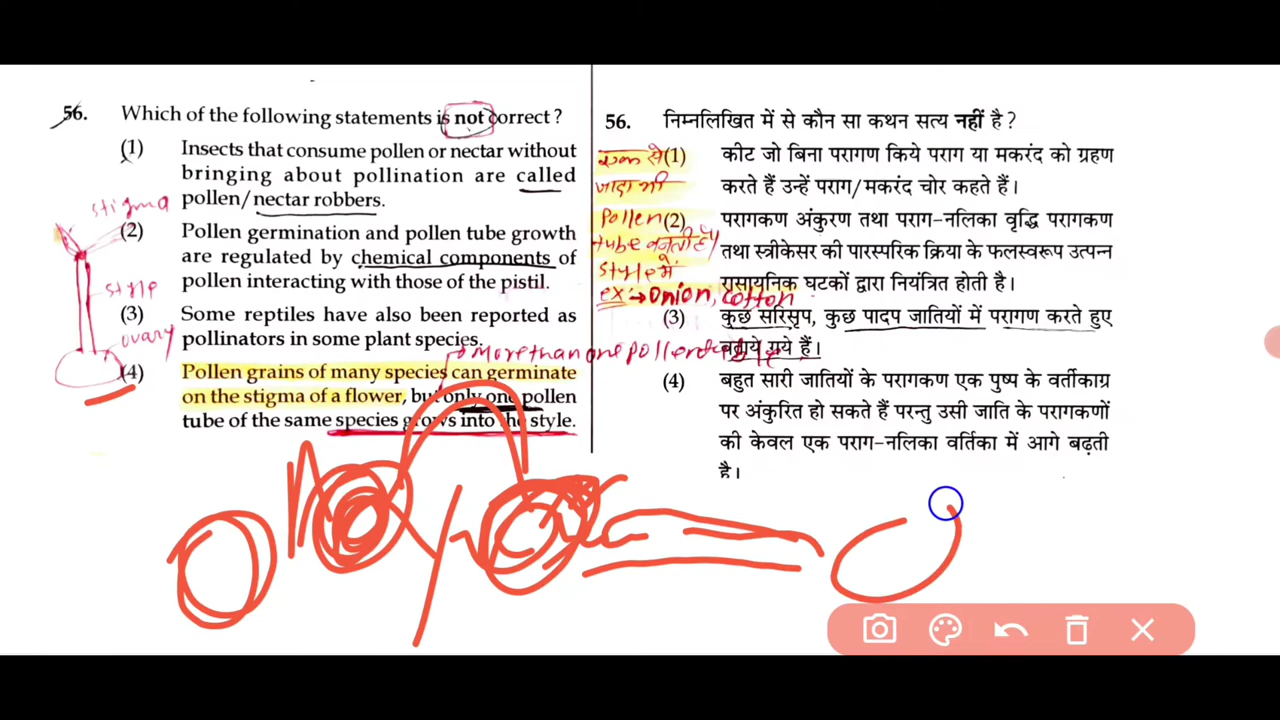 56. Which of the following statements is not correct ?
(1) Insects that consume pollen or nectar without
bringing about pollination are called
pollen/nectar robbers.
(2) Pollen germination and pollen tube growth
are regulated by chemical components of
pollen interacting with those of the pistil.
(3) Some reptiles have also been reported as
pollinators in some plant species.
(4) Pollen grains of many species can germinate
on the stigma of a flower, but only one pollen
tube of the same species grows into the style.
stigma
style
ovary
More than one pollen
56. निम्नलिखित में से कौन सा कथन सत्य नहीं है ?
(1) कीट जो बिना परागण किये पराग या मकरंद को ग्रहण
करते हैं उन्हें पराग/मकरंद चोर कहते हैं।
(2) परागकण अंकुरण तथा पराग-नलिका वृद्धि परागकण
तथा स्त्रीकेसर की पारस्परिक क्रिया के फलस्वरूप उत्पन्न
रासायनिक घटकों द्वारा नियंत्रित होती है।
(3) कुछ सरिसृप, कुछ पादप जातियों में परागण करते हुए
बताये गये हैं।
(4) बहुत सारी जातियों के परागकण एक पुष्प के वर्तीकाग्र
पर अंकुरित हो सकते हैं परन्तु उसी जाति के परागकणों
की केवल एक पराग-नलिका वर्तिका में आगे बढ़ती
है।
एक से
जादा भी
Pollen
tube बनती है
style में
ex:→ Onion, cotton